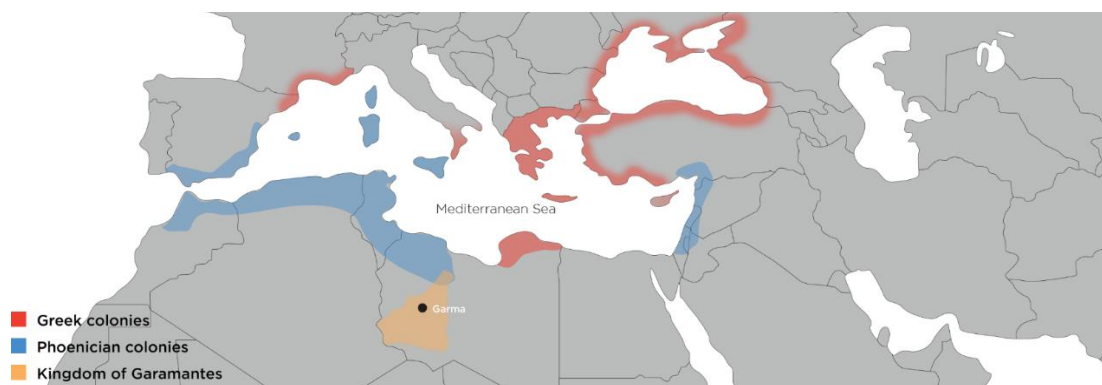 Mediterranean Sea
Garma
Greek colonies
Phoenician colonies
Kingdom of Garamantes